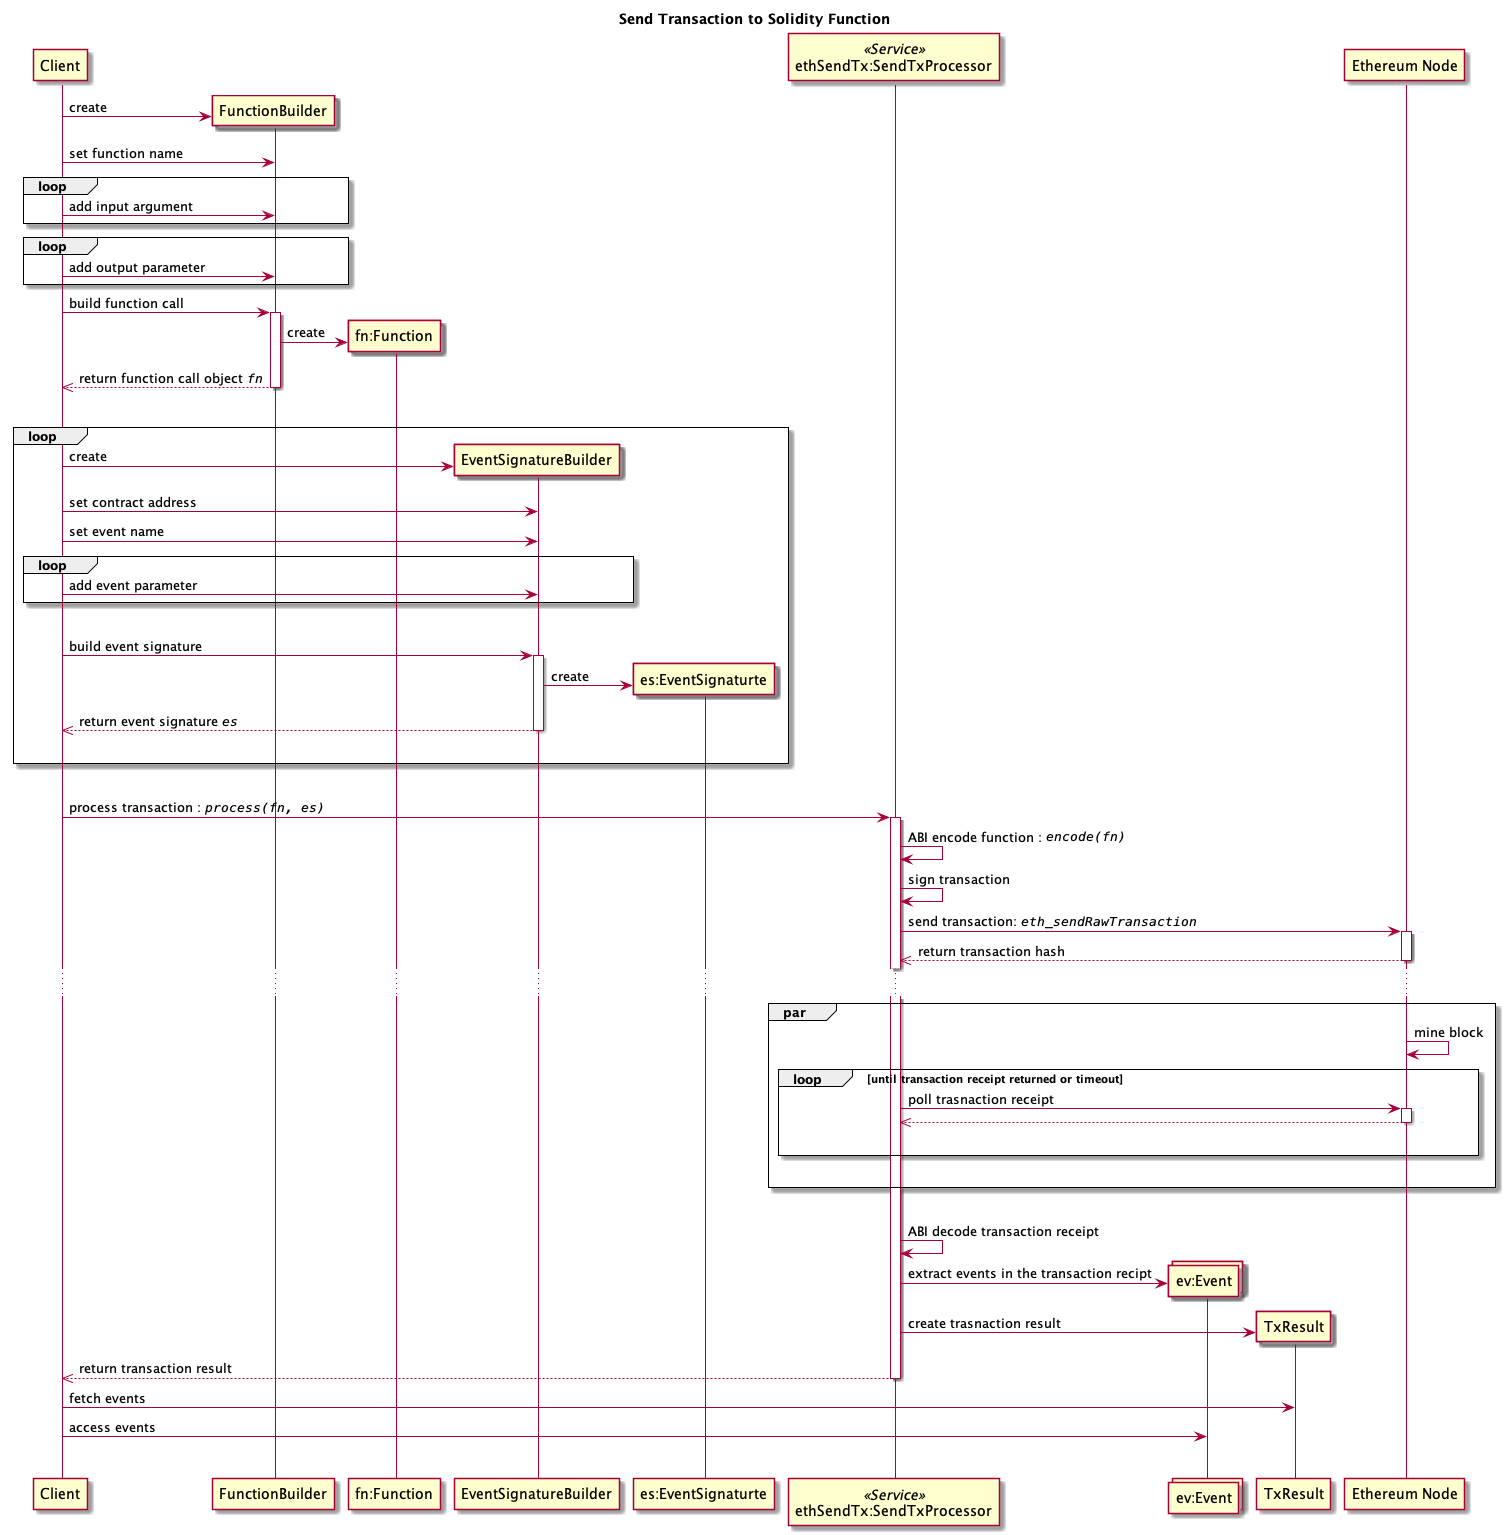 Send Transaction to Solidity Function
Client
«Service»
ethSendTx:SendTxProcessor
Ethereum Node
create
FunctionBuilder
set function name
loop
add input argument
loop
add output parameter
build function call
create
fn:Function
return function call object fn
loop
create
EventSignatureBuilder
set contract address
set event name
loop
add event parameter
build event signature
create
es:EventSignaturte
return event signature es
process transaction : process(fn, es)
ABI encode function : encode(fn)
sign transaction
send transaction: eth_sendRawTransaction
return transaction hash
par
mine block
loop
[until transaction receipt returned or timeout]
poll trasnaction receipt
ABI decode transaction receipt
extract events in the transaction recipt
ev:Event
create trasnaction result
TxResult
return transaction result
fetch events
access events
Client
FunctionBuilder
fn:Function
EventSignatureBuilder
es:EventSignaturte
«Service»
ethSendTx:SendTxProcessor
ev:Event
TxResult
Ethereum Node